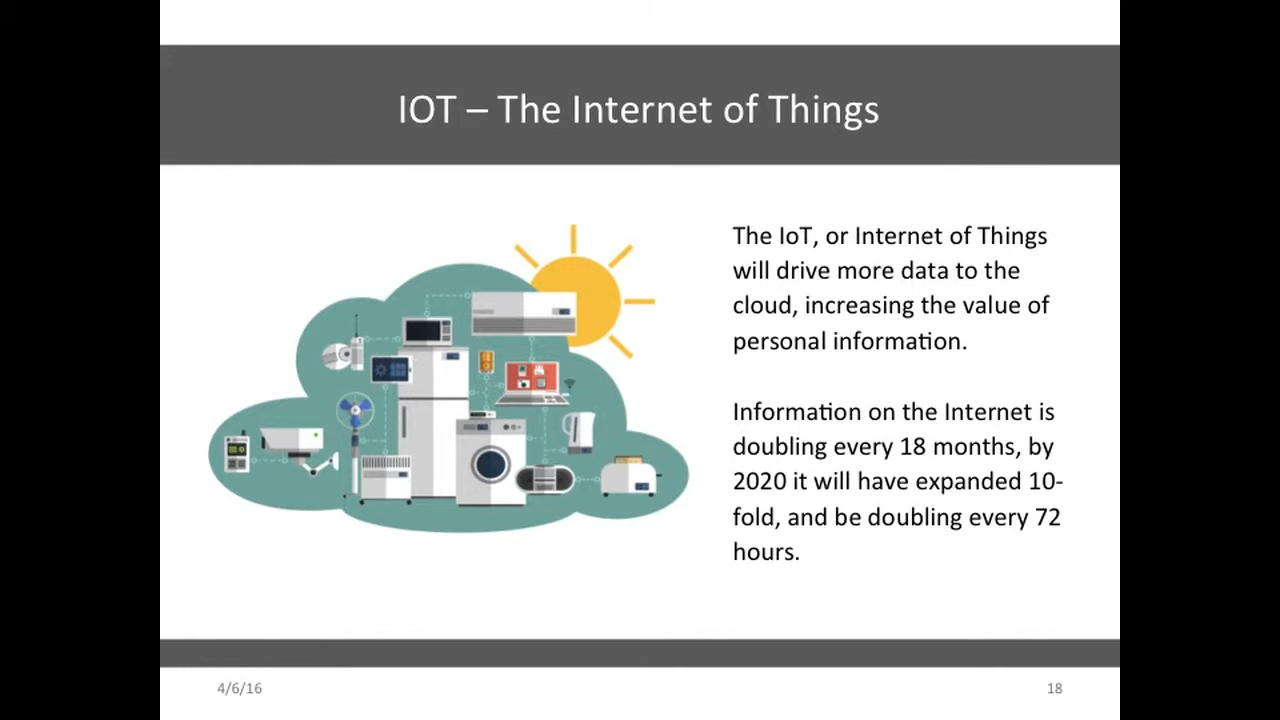 IOT – The Internet of Things
The IoT, or Internet of Things
will drive more data to the
cloud, increasing the value of
personal information.
Information on the Internet is
doubling every 18 months, by
2020 it will have expanded 10-
fold, and be doubling every 72
hours.
4/6/16
18